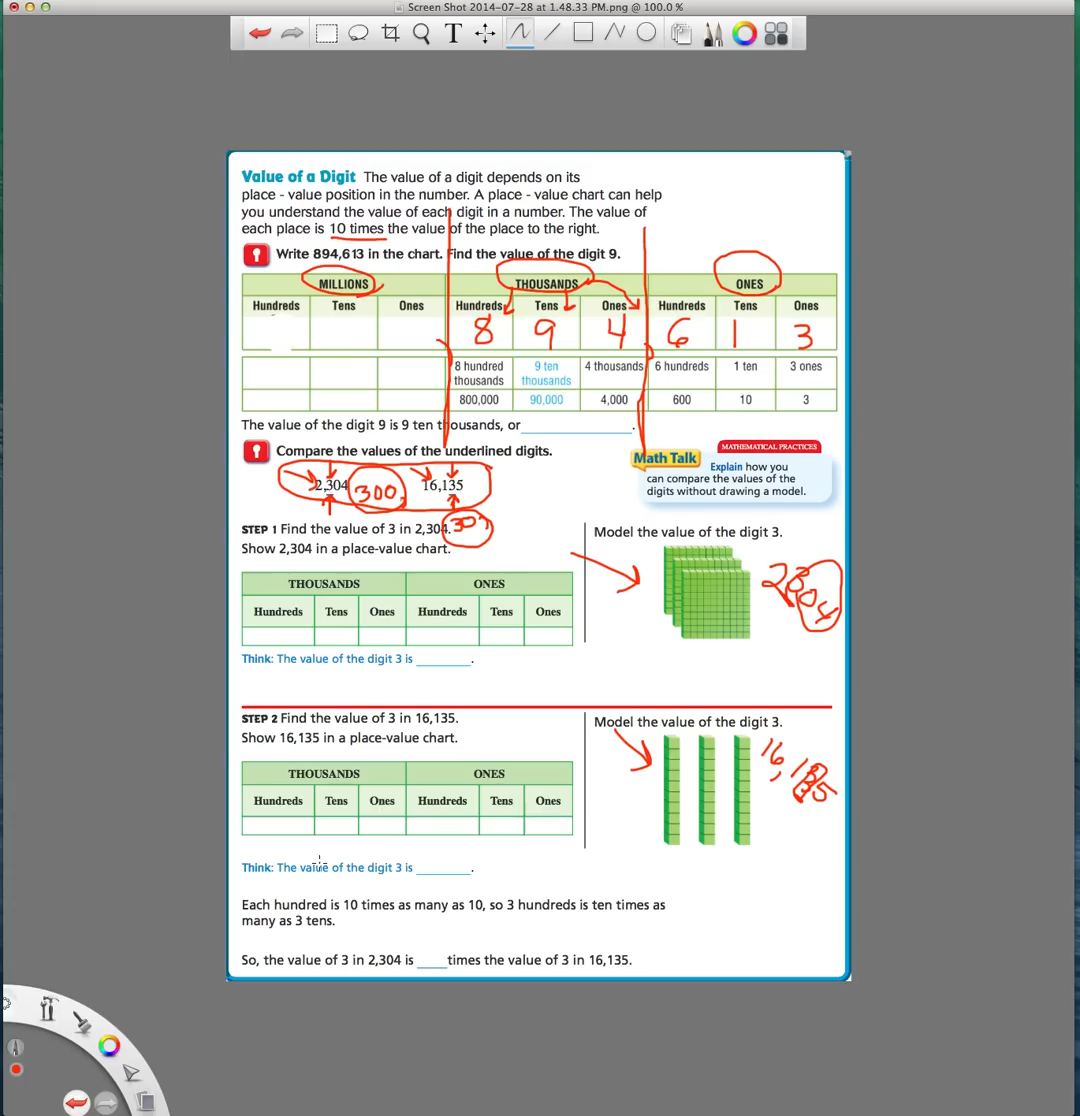 Screen Shot 2014-07-28 at 1.48.33 PM.png @ 100.0 %
T
Value of a Digit The value of a digit depends on its
place - value position in the number. A place - value chart can help
you understand the value of each digit in a number. The value of
each place is 10 times the value of the place to the right.
Write 894,613 in the chart. Find the value of the digit 9.
MILLIONS THOUSANDS ONES
Hundreds Tens Ones Hundreds Tens Ones Hundreds Tens Ones
8 9 4 6 1 3
8 hundred 9 ten 4 thousands 6 hundreds 1 ten 3 ones
thousands thousands
800,000 90,000 4,000 600 10 3
The value of the digit 9 is 9 ten thousands, or .
Compare the values of the underlined digits.
MATHEMATICAL PRACTICES
Math Talk
Explain how you
can compare the values of the
digits without drawing a model.
2,304 300 16,135
30
STEP 1 Find the value of 3 in 2,304.
Show 2,304 in a place-value chart.
Model the value of the digit 3.
2304
THOUSANDS ONES
Hundreds Tens Ones Hundreds Tens Ones
Think: The value of the digit 3 is .
STEP 2 Find the value of 3 in 16,135.
Show 16,135 in a place-value chart.
Model the value of the digit 3.
16,135
THOUSANDS ONES
Hundreds Tens Ones Hundreds Tens Ones
Think: The value of the digit 3 is .
Each hundred is 10 times as many as 10, so 3 hundreds is ten times as
many as 3 tens.
So, the value of 3 in 2,304 is times the value of 3 in 16,135.